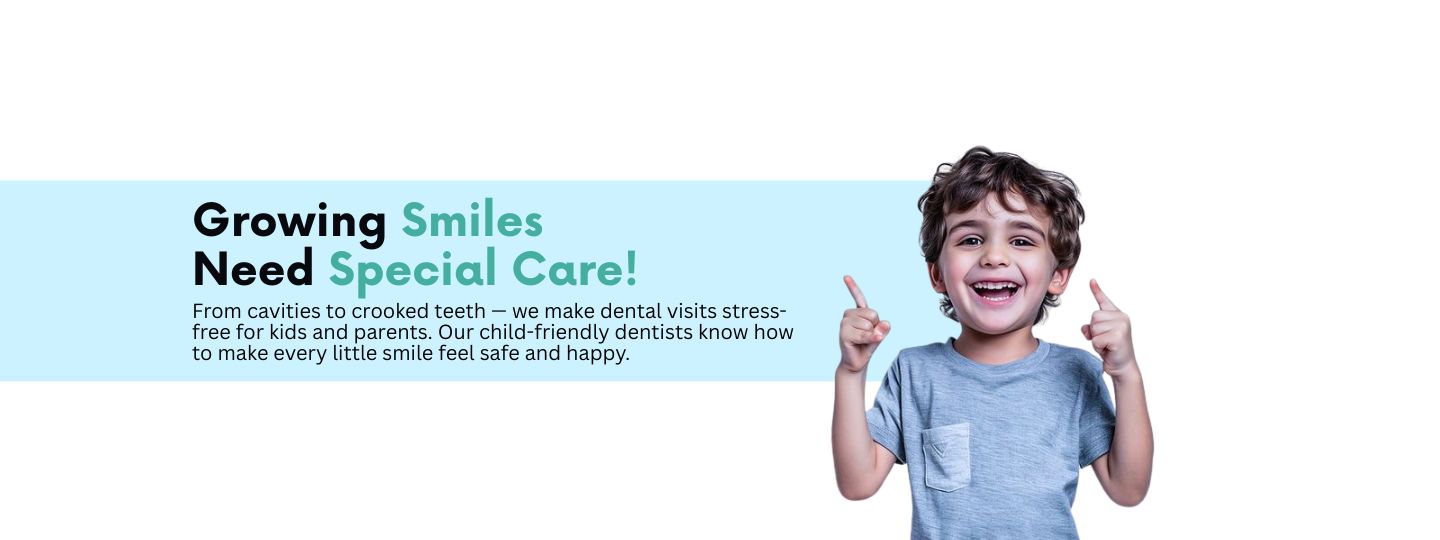 Growing Smiles
Need Special Care!
From cavities to crooked teeth — we make dental visits stress-
free for kids and parents. Our child-friendly dentists know how
to make every little smile feel safe and happy.